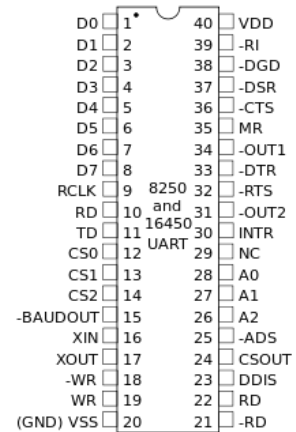 D0 1 40 VDD
D1 2 39 -RI
D2 3 38 -DGD
D3 4 37 -DSR
D4 5 36 -CTS
D5 6 35 MR
D6 7 34 -OUT1
D7 8 33 -DTR
RCLK 9 8250 32 -RTS
and
RD 10 31 -OUT2
16450
TD 11 30 INTR
UART
CS0 12 29 NC
CS1 13 28 A0
CS2 14 27 A1
-BAUDOUT 15 26 A2
XIN 16 25 -ADS
XOUT 17 24 CSOUT
-WR 18 23 DDIS
WR 19 22 RD
(GND) VSS 20 21 -RD